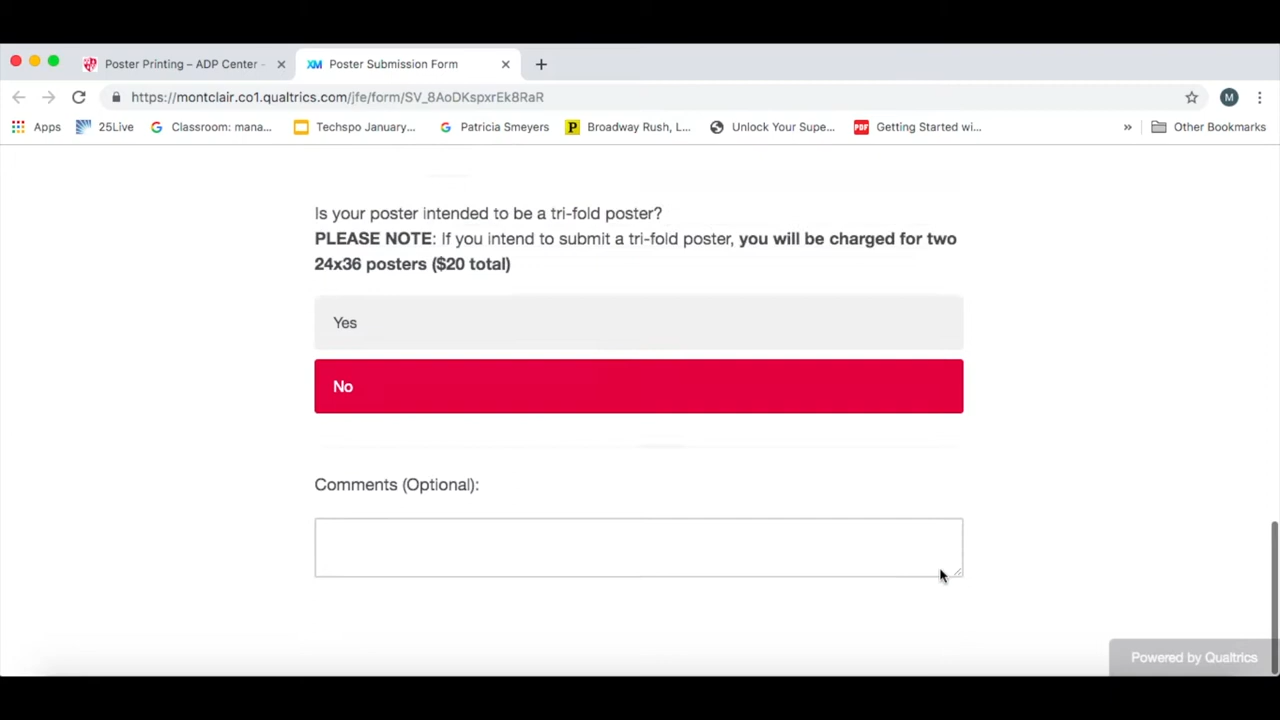 Poster Printing – ADP Center -
XM Poster Submission Form
https://montclair.co1.qualtrics.com/jfe/form/SV_8AoDKspxrEk8RaR
M
Apps 25Live Classroom: mana... Techspo January... Patricia Smeyers Broadway Rush, L... Unlock Your Supe... PDF Getting Started wi... » Other Bookmarks
Is your poster intended to be a tri-fold poster?
PLEASE NOTE: If you intend to submit a tri-fold poster, you will be charged for two
24x36 posters ($20 total)
Yes
No
Comments (Optional):
Powered by Qualtrics